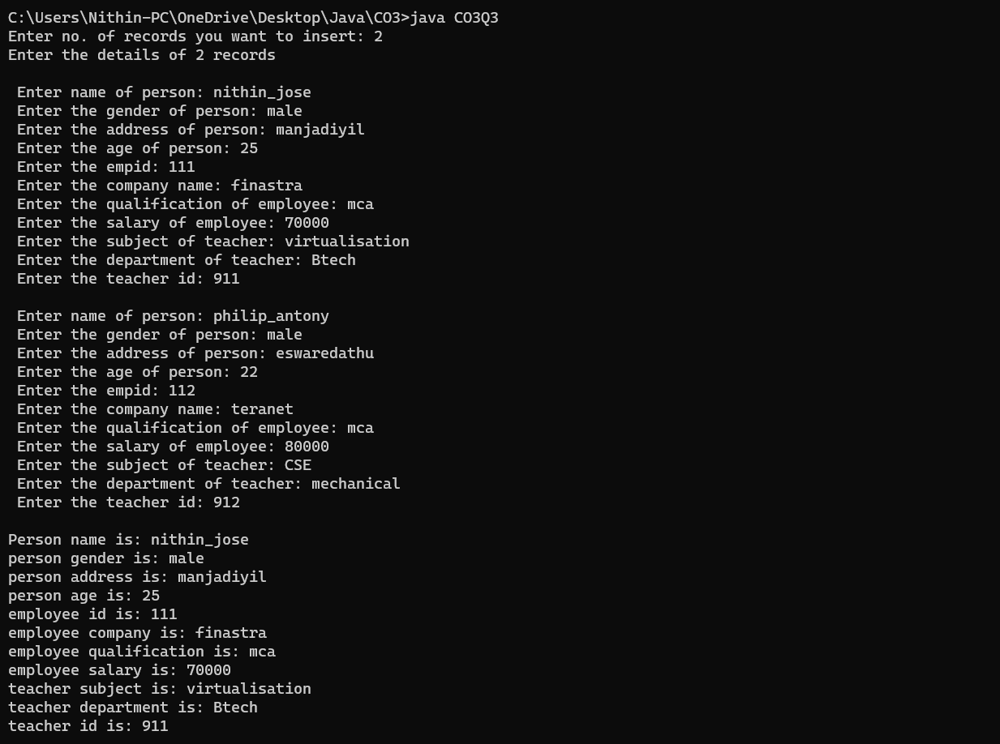 C:\Users\Nithin-PC\OneDrive\Desktop\Java\CO3>java CO3Q3
Enter no. of records you want to insert: 2
Enter the details of 2 records
Enter name of person: nithin_jose
Enter the gender of person: male
Enter the address of person: manjadiyil
Enter the age of person: 25
Enter the empid: 111
Enter the company name: finastra
Enter the qualification of employee: mca
Enter the salary of employee: 70000
Enter the subject of teacher: virtualisation
Enter the department of teacher: Btech
Enter the teacher id: 911
Enter name of person: philip_antony
Enter the gender of person: male
Enter the address of person: eswaredathu
Enter the age of person: 22
Enter the empid: 112
Enter the company name: teranet
Enter the qualification of employee: mca
Enter the salary of employee: 80000
Enter the subject of teacher: CSE
Enter the department of teacher: mechanical
Enter the teacher id: 912
Person name is: nithin_jose
person gender is: male
person address is: manjadiyil
person age is: 25
employee id is: 111
employee company is: finastra
employee qualification is: mca
employee salary is: 70000
teacher subject is: virtualisation
teacher department is: Btech
teacher id is: 911